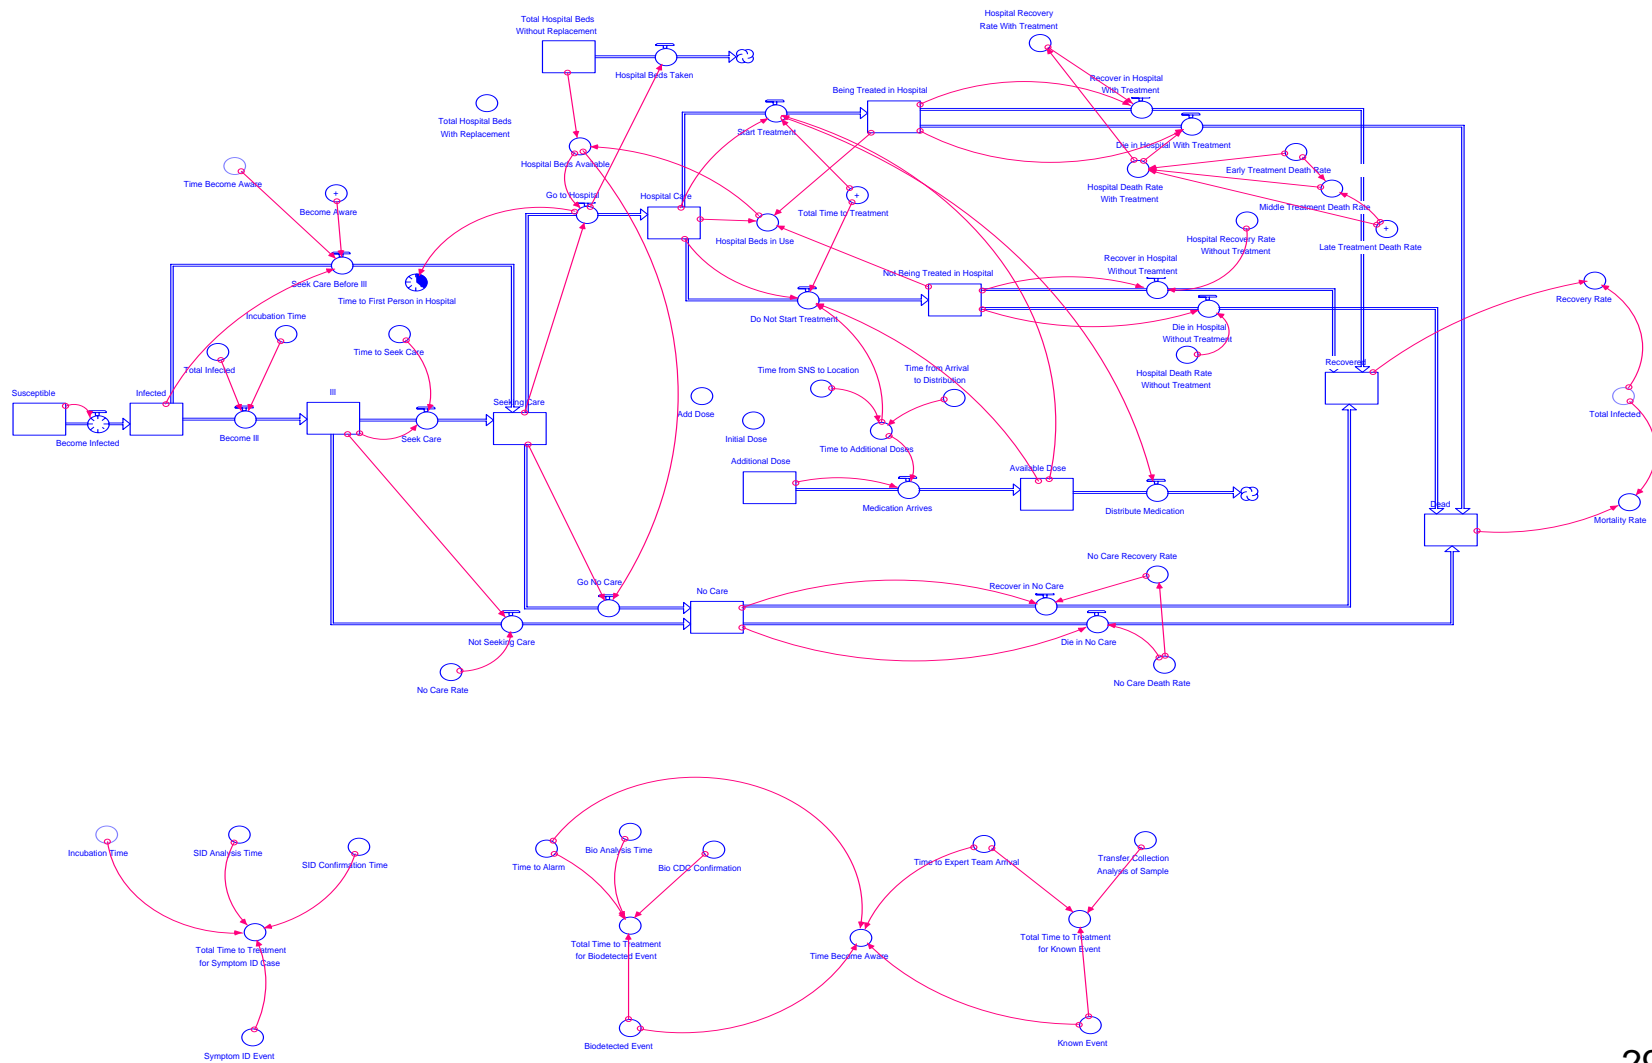 Total Hospital Beds
Without Replacement
Hospital Beds Taken
Hospital Recovery
Rate With Treatment
Total Hospital Beds
With Replacement
Being Treated in Hospital
Recover in Hospital
With Treatment
Start Treatment
Die in Hospital With Treatment
Hospital Beds Available
Time Become Aware
Become Aware
Go to Hospital
Hospital Care
Total Time to Treatment
Hospital Beds in Use
Hospital Death Rate
With Treatment
Early Treatment Death Rate
Middle Treatment Death Rate
Late Treatment Death Rate
Hospital Recovery Rate
Without Treatment
Seek Care Before Ill
Time to First Person in Hospital
Not Being Treated in Hospital
Recover in Hospital
Without Treamtent
Recovery Rate
Incubation Time
Total Infected
Time to Seek Care
Do Not Start Treatment
Die in Hospital
Without Treatment
Hospital Death Rate
Without Treatment
Recovered
Time from SNS to Location
Time from Arrival
to Distribution
Susceptible
Infected
Ill
Seeking Care
Add Dose
Initial Dose
Total Infected
Become Infected
Become Ill
Seek Care
Time to Additional Doses
Additional Dose
Available Dose
Medication Arrives
Distribute Medication
Dead
Mortality Rate
Go No Care
No Care
Recover in No Care
No Care Recovery Rate
Not Seeking Care
Die in No Care
No Care Rate
No Care Death Rate
Incubation Time
SID Analysis Time
SID Confirmation Time
Time to Alarm
Bio Analysis Time
Bio CDC Confirmation
Time to Expert Team Arrival
Transfer Collection
Analysis of Sample
Total Time to Treatment
for Symptom ID Case
Total Time to Treatment
for Biodetected Event
Time Become Aware
Total Time to Treatment
for Known Event
Symptom ID Event
Biodetected Event
Known Event
29